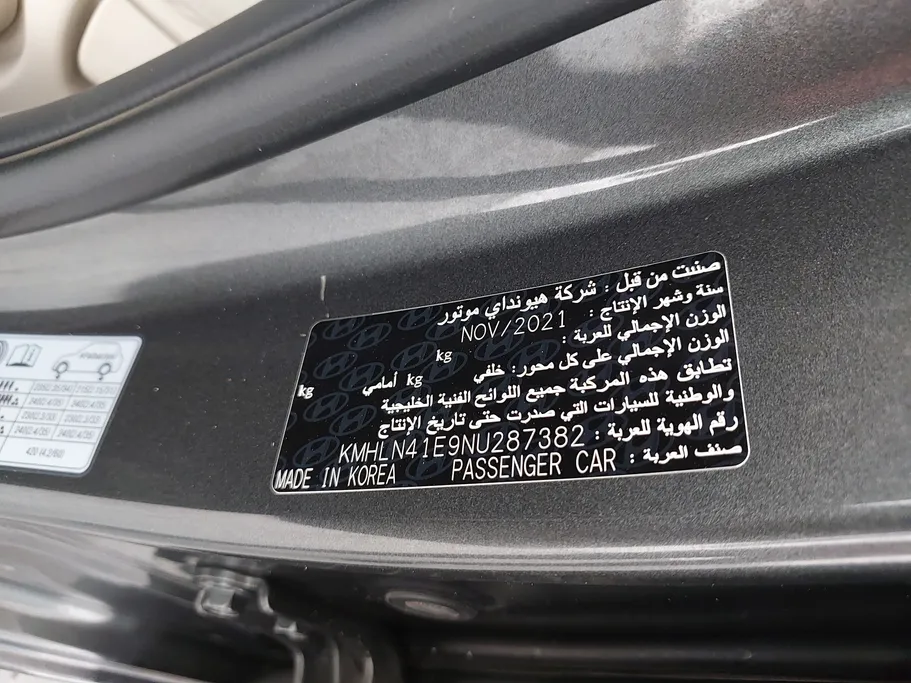 صنعت من قبل : شركة هيونداي موتور
سنة وشهر الإنتاج : NOV/2021
الوزن الإجمالي للعربة : kg
الوزن الإجمالي على كل محور: خلفي kg أمامي kg
تطابق هذه المركبة جميع اللوائح الفنية الخليجية
والوطنية للسيارات التي صدرت حتى تاريخ الإنتاج
رقم الهوية للعربة : KMHLN41E9NU287382
صنف العربة : PASSENGER CAR MADE IN KOREA